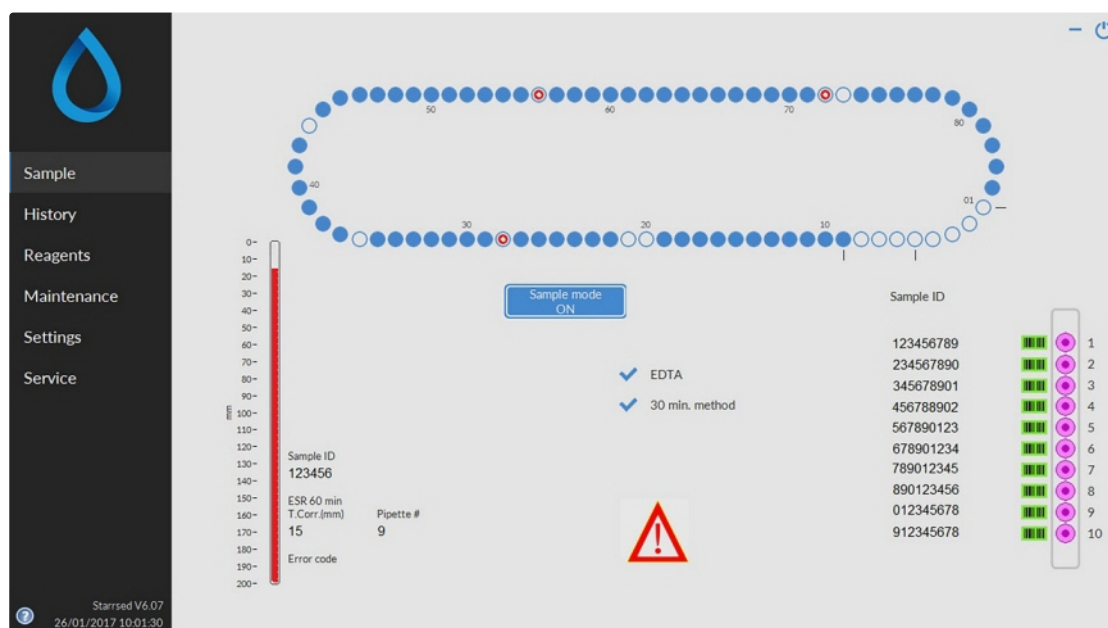 Sample
History
Reagents
Maintenance
Settings
Service
Starrsed V6.07
26/01/2017 10:01:30
50
60
70
80
40
01
30
20
10
0
10
20
30
40
50
60
70
80
90
100
110
120
130
140
150
160
170
180
190
200
mm
Sample mode
ON
EDTA
30 min. method
Sample ID
123456
ESR 60 min
T.Corr.(mm) Pipette #
15 9
Error code
Sample ID
123456789 1
234567890 2
345678901 3
456788902 4
567890123 5
678901234 6
789012345 7
890123456 8
012345678 9
912345678 10